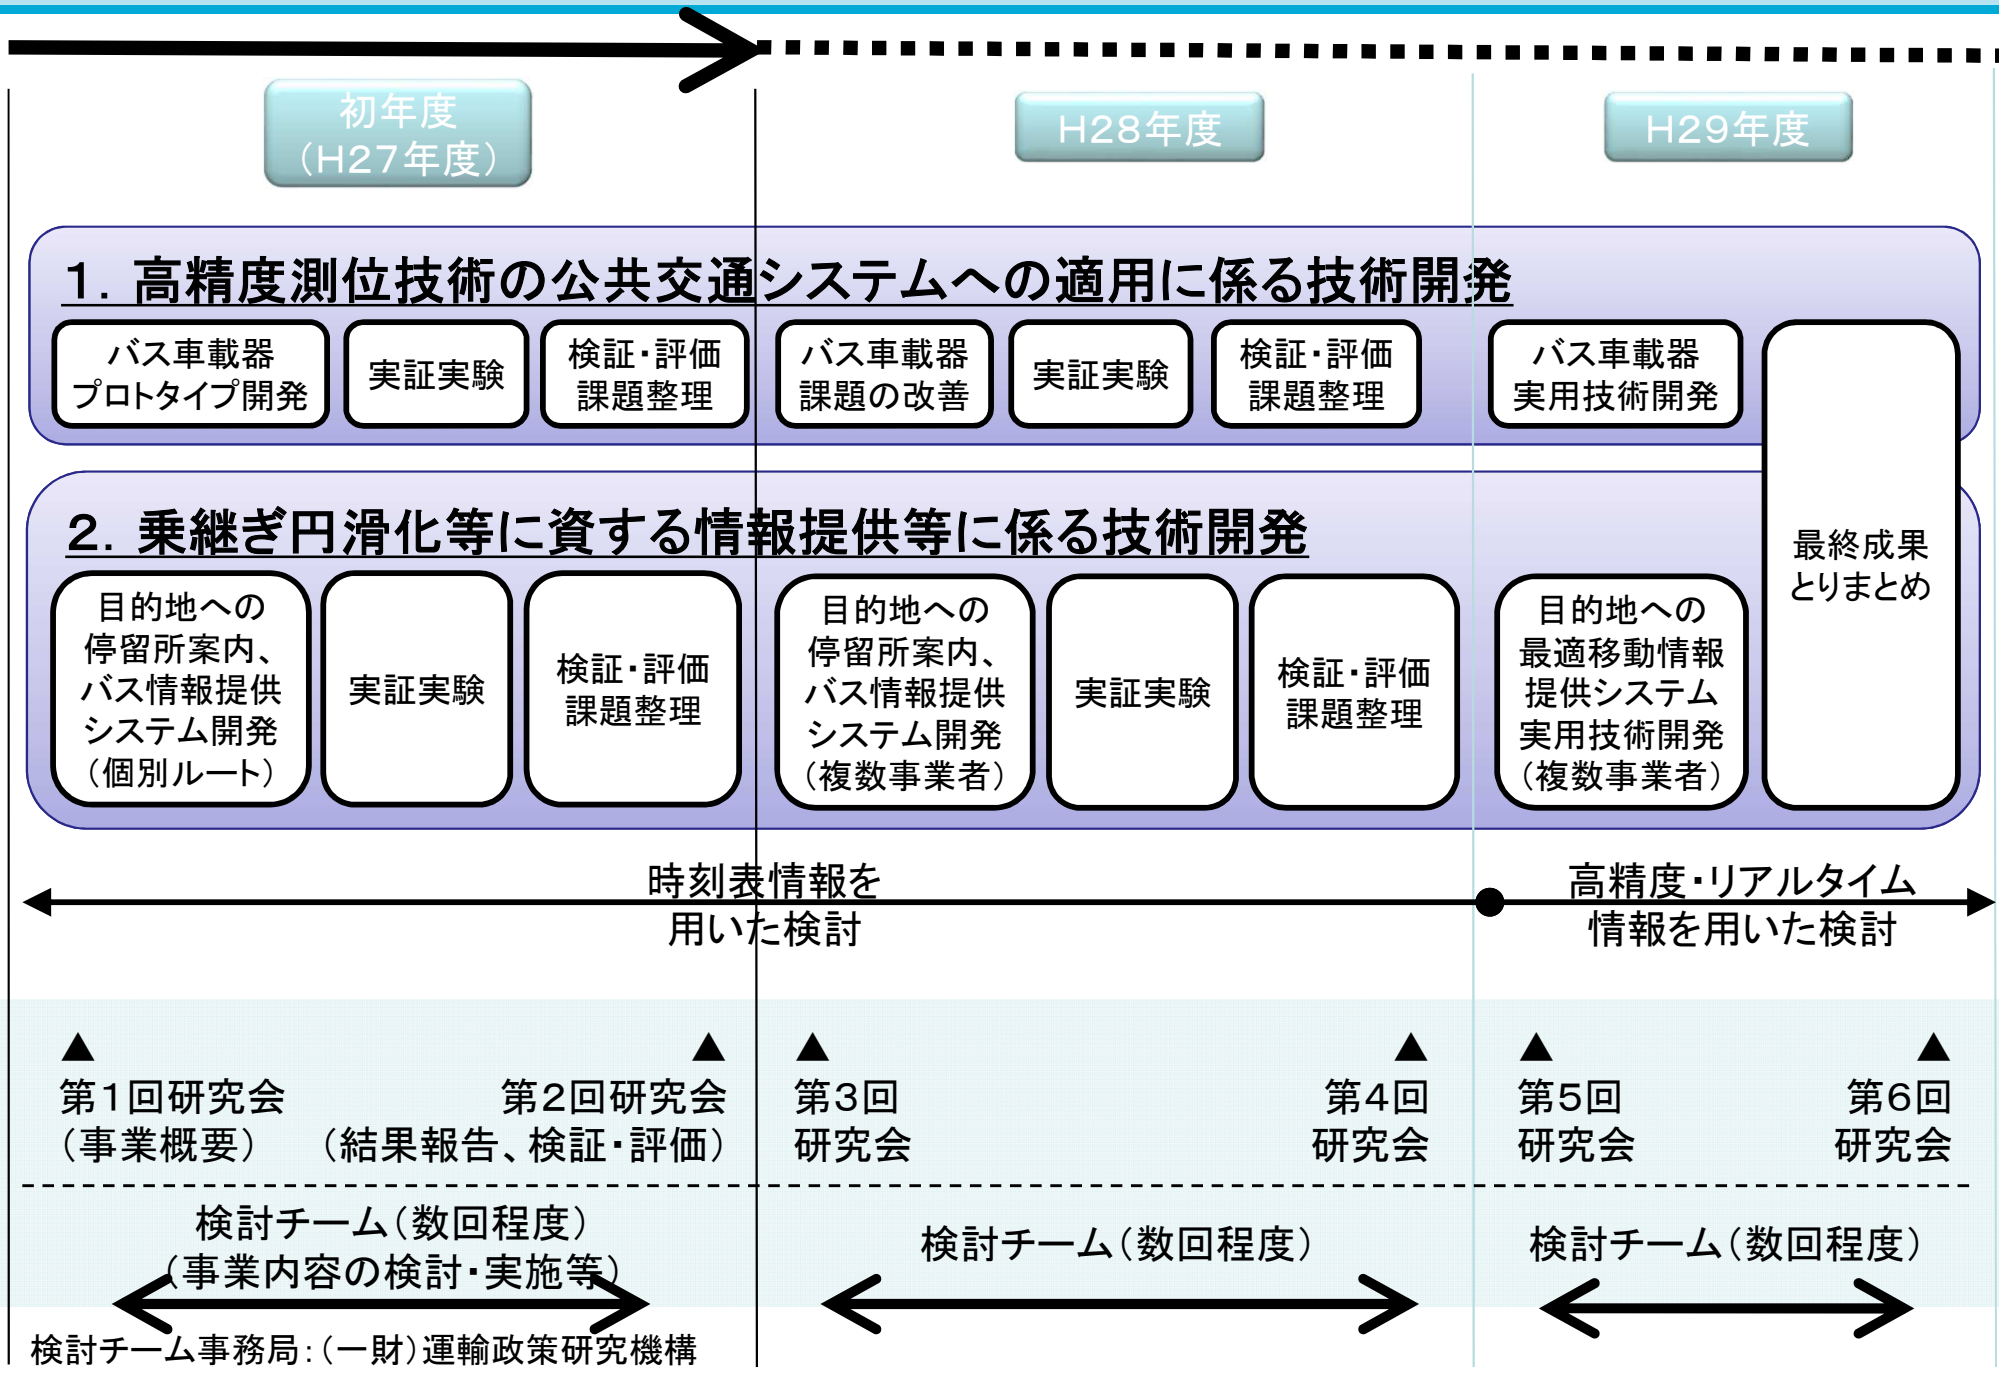 初年度
（H27年度）
H28年度
H29年度
１．高精度測位技術の公共交通システムへの適用に係る技術開発
バス車載器
プロトタイプ開発
実証実験
検証・評価
課題整理
バス車載器
課題の改善
実証実験
検証・評価
課題整理
バス車載器
実用技術開発
最終成果
とりまとめ
２．乗継ぎ円滑化等に資する情報提供等に係る技術開発
目的地への
停留所案内、
バス情報提供
システム開発
（個別ルート）
実証実験
検証・評価
課題整理
目的地への
停留所案内、
バス情報提供
システム開発
（複数事業者）
実証実験
検証・評価
課題整理
目的地への
最適移動情報
提供システム
実用技術開発
（複数事業者）
時刻表情報を
用いた検討
高精度・リアルタイム
情報を用いた検討
▲
第１回研究会
（事業概要）
▲
第２回研究会
（結果報告、検証・評価）
▲
第３回
研究会
▲
第４回
研究会
▲
第５回
研究会
▲
第６回
研究会
検討チーム（数回程度）
（事業内容の検討・実施等）
検討チーム（数回程度）
検討チーム（数回程度）
検討チーム事務局：（一財）運輸政策研究機構